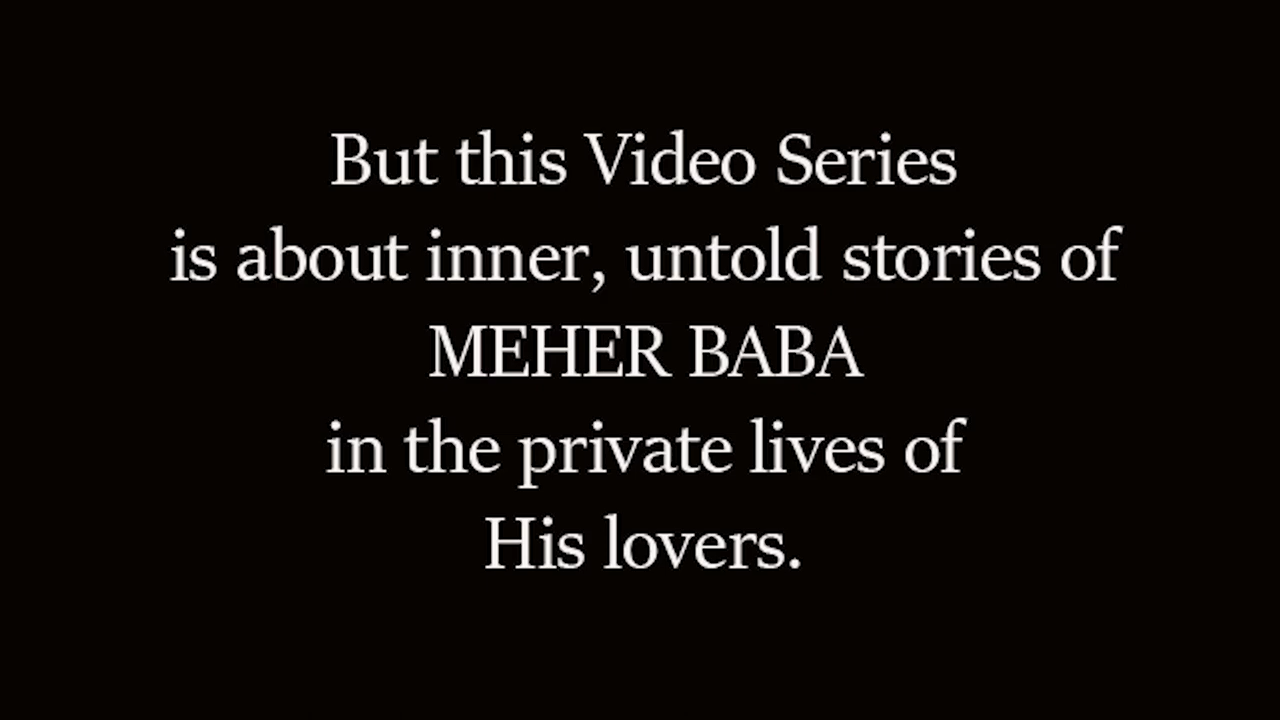 But this Video Series
is about inner, untold stories of
MEHER BABA
in the private lives of
His lovers.